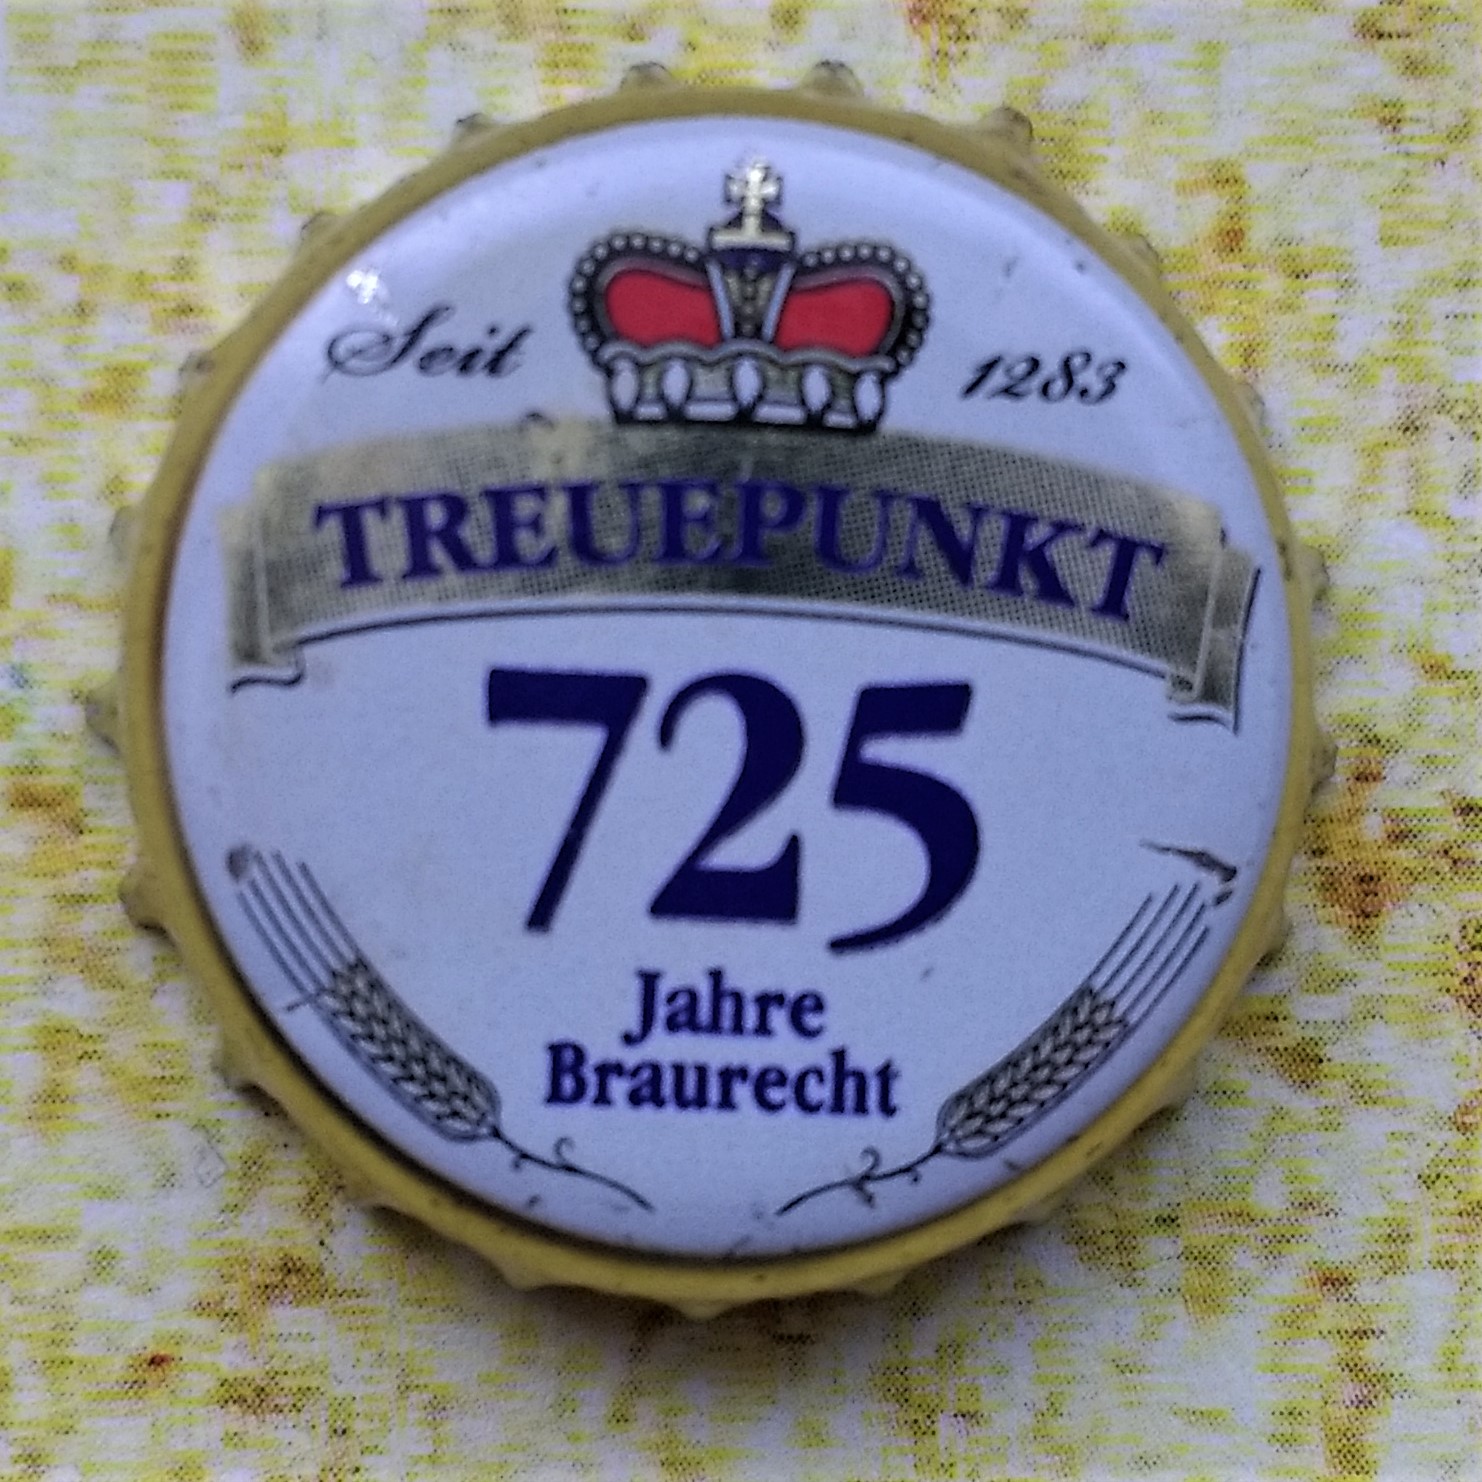 Seit 1283
TREUEPUNKT
725
Jahre
Braurecht